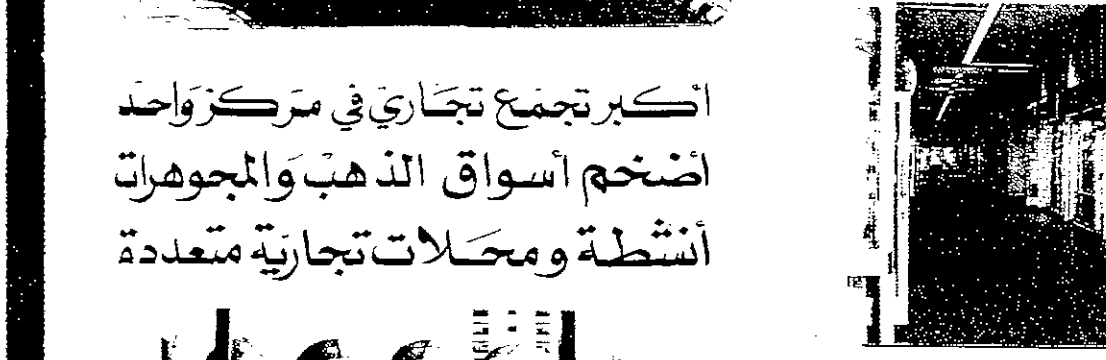 أكبر تجمع تجاري في مركز واحد
أضخم أسواق الذهب والمجوهرات
أنشطة ومحلات تجارية متعددة